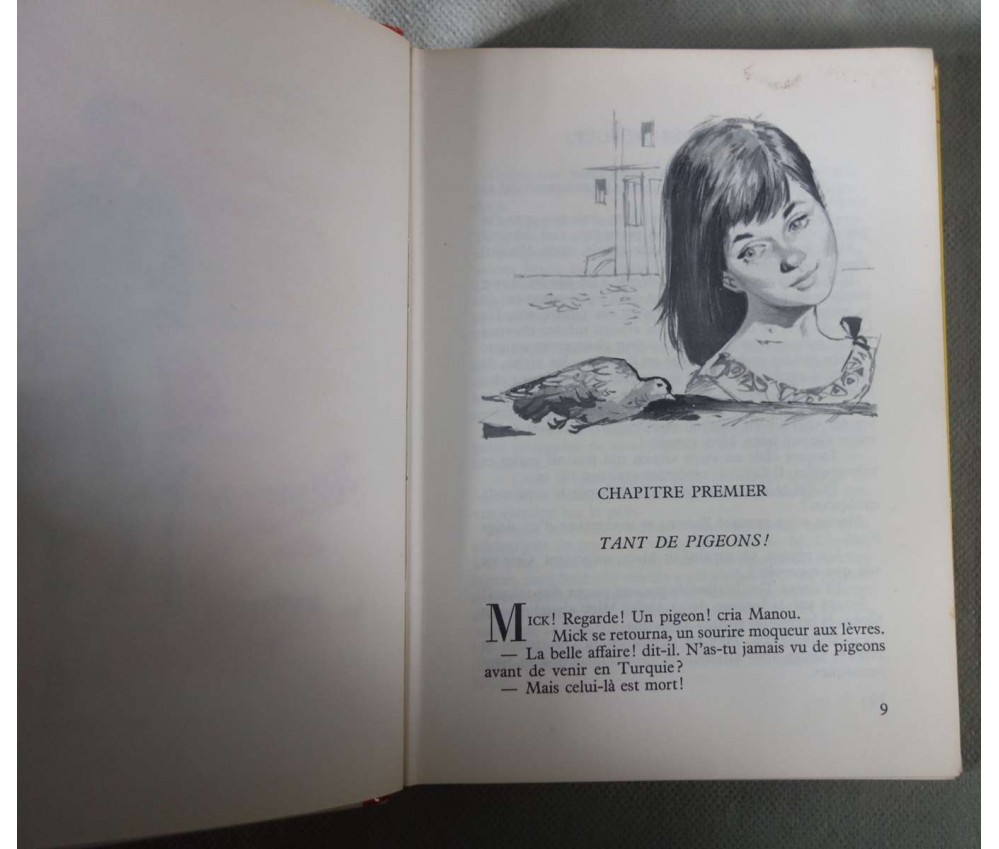 CHAPITRE PREMIER
TANT DE PIGEONS!
MICK! Regarde! Un pigeon! cria Manou.
Mick se retourna, un sourire moqueur aux lèvres.
— La belle affaire! dit-il. N'as-tu jamais vu de pigeons
avant de venir en Turquie?
— Mais celui-là est mort!
9